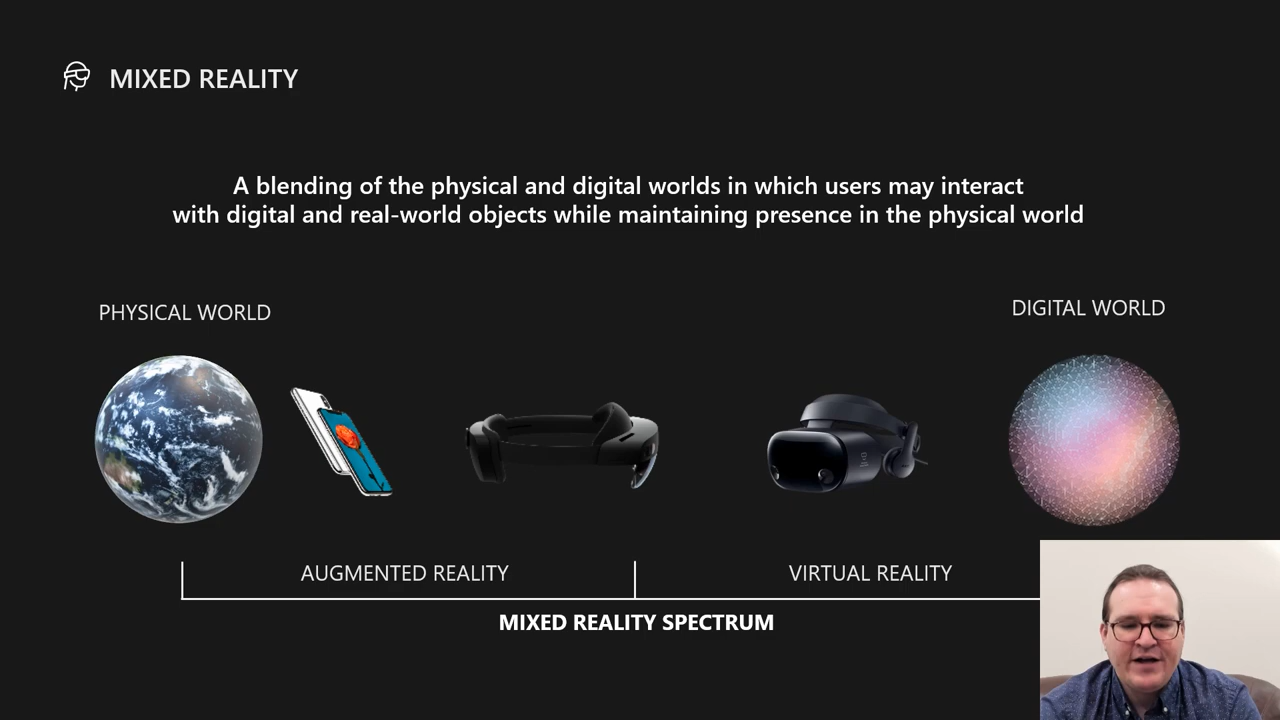 MIXED REALITY
A blending of the physical and digital worlds in which users may interact
with digital and real-world objects while maintaining presence in the physical world
PHYSICAL WORLD
DIGITAL WORLD
AUGMENTED REALITY
VIRTUAL REALITY
MIXED REALITY SPECTRUM